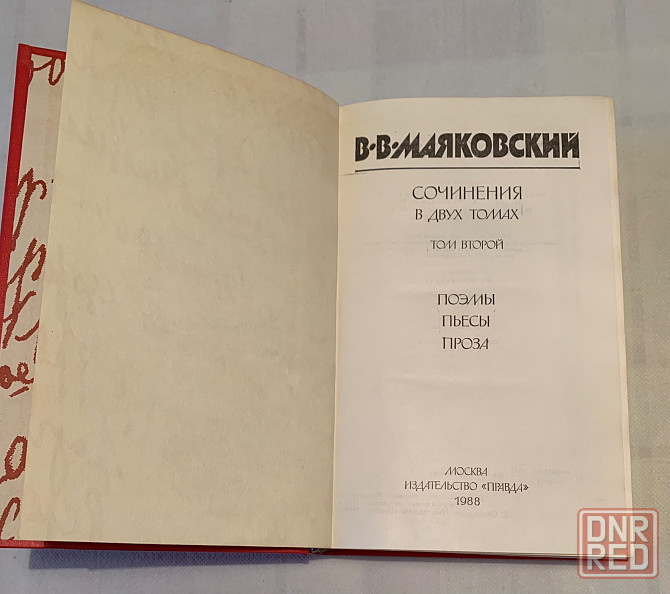 В·В·МАЯКОВСКИЙ
СОЧИНЕНИЯ
В ДВУХ ТОМАХ
ТОМ ВТОРОЙ
ПОЭМЫ
ПЬЕСЫ
ПРОЗА
МОСКВА
ИЗДАТЕЛЬСТВО «ПРАВДА»
1988
DNR
RED